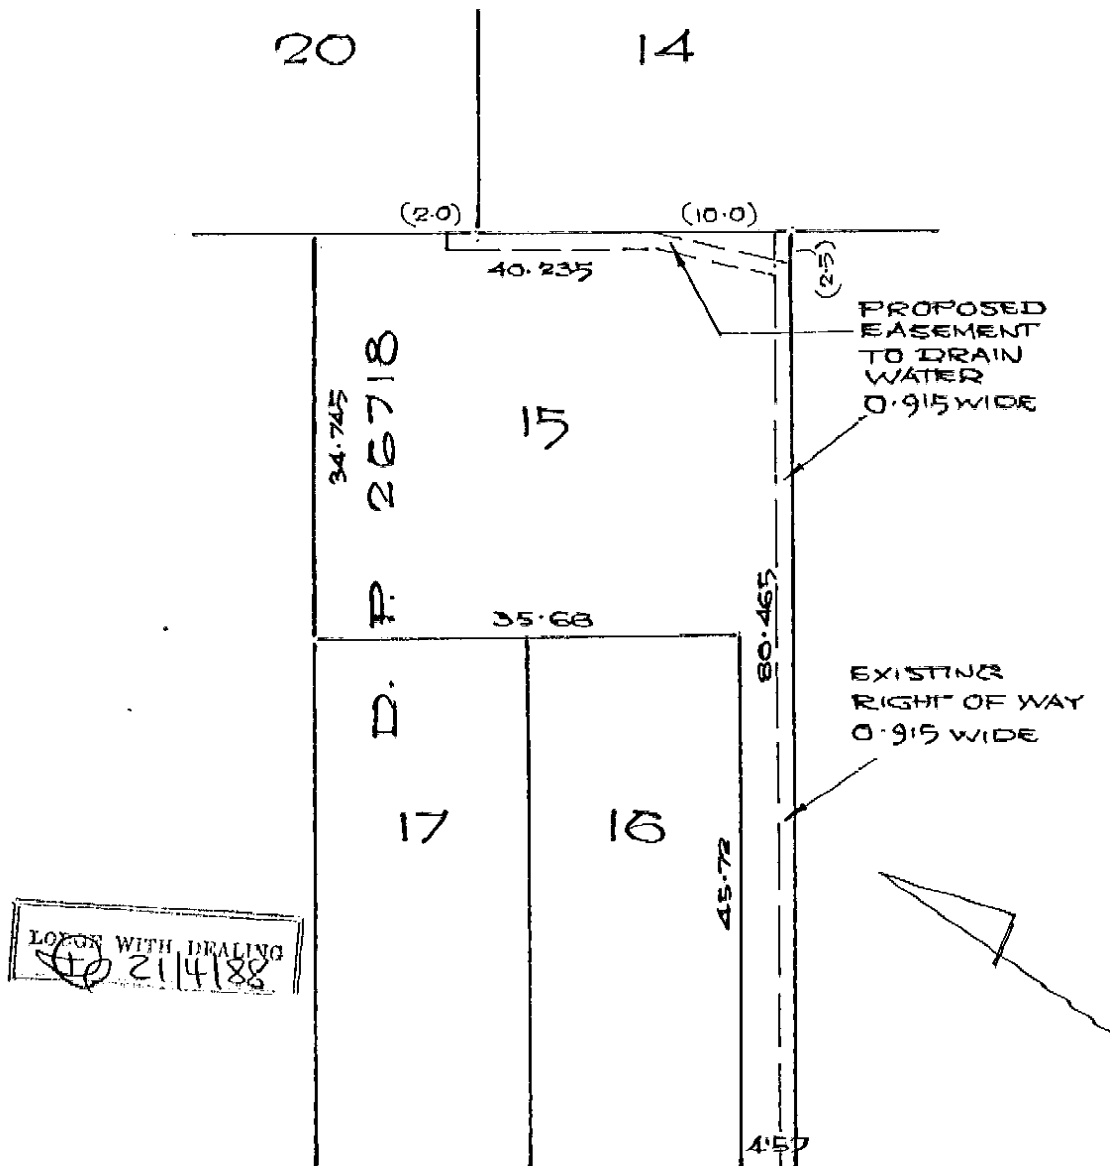 20
14
(2·0)
(10·0)
40·235
(2·5)
PROPOSED
EASEMENT
TO DRAIN
WATER
0·915 WIDE
34·745
D. P. 26718
15
35·68
80·465
EXISTING
RIGHT OF WAY
0·915 WIDE
17
16
45·72
LODGE WITH DEALING
21/4/88
4·57